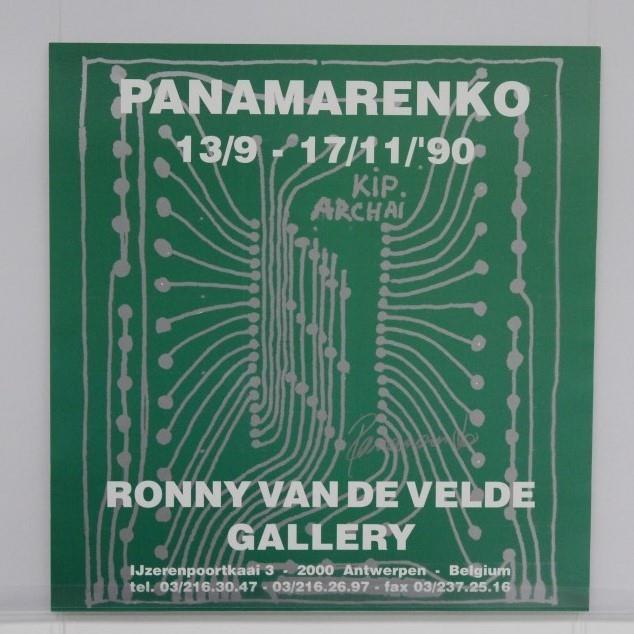 PANAMARENKO
13/9 - 17/11/'90
KiP.
ARCHAi
Panamarenko
RONNY VAN DE VELDE
GALLERY
IJzerenpoortkaai 3 - 2000 Antwerpen - Belgium
tel. 03/216.30.47 - 03/216.26.97 - fax 03/237.25.16